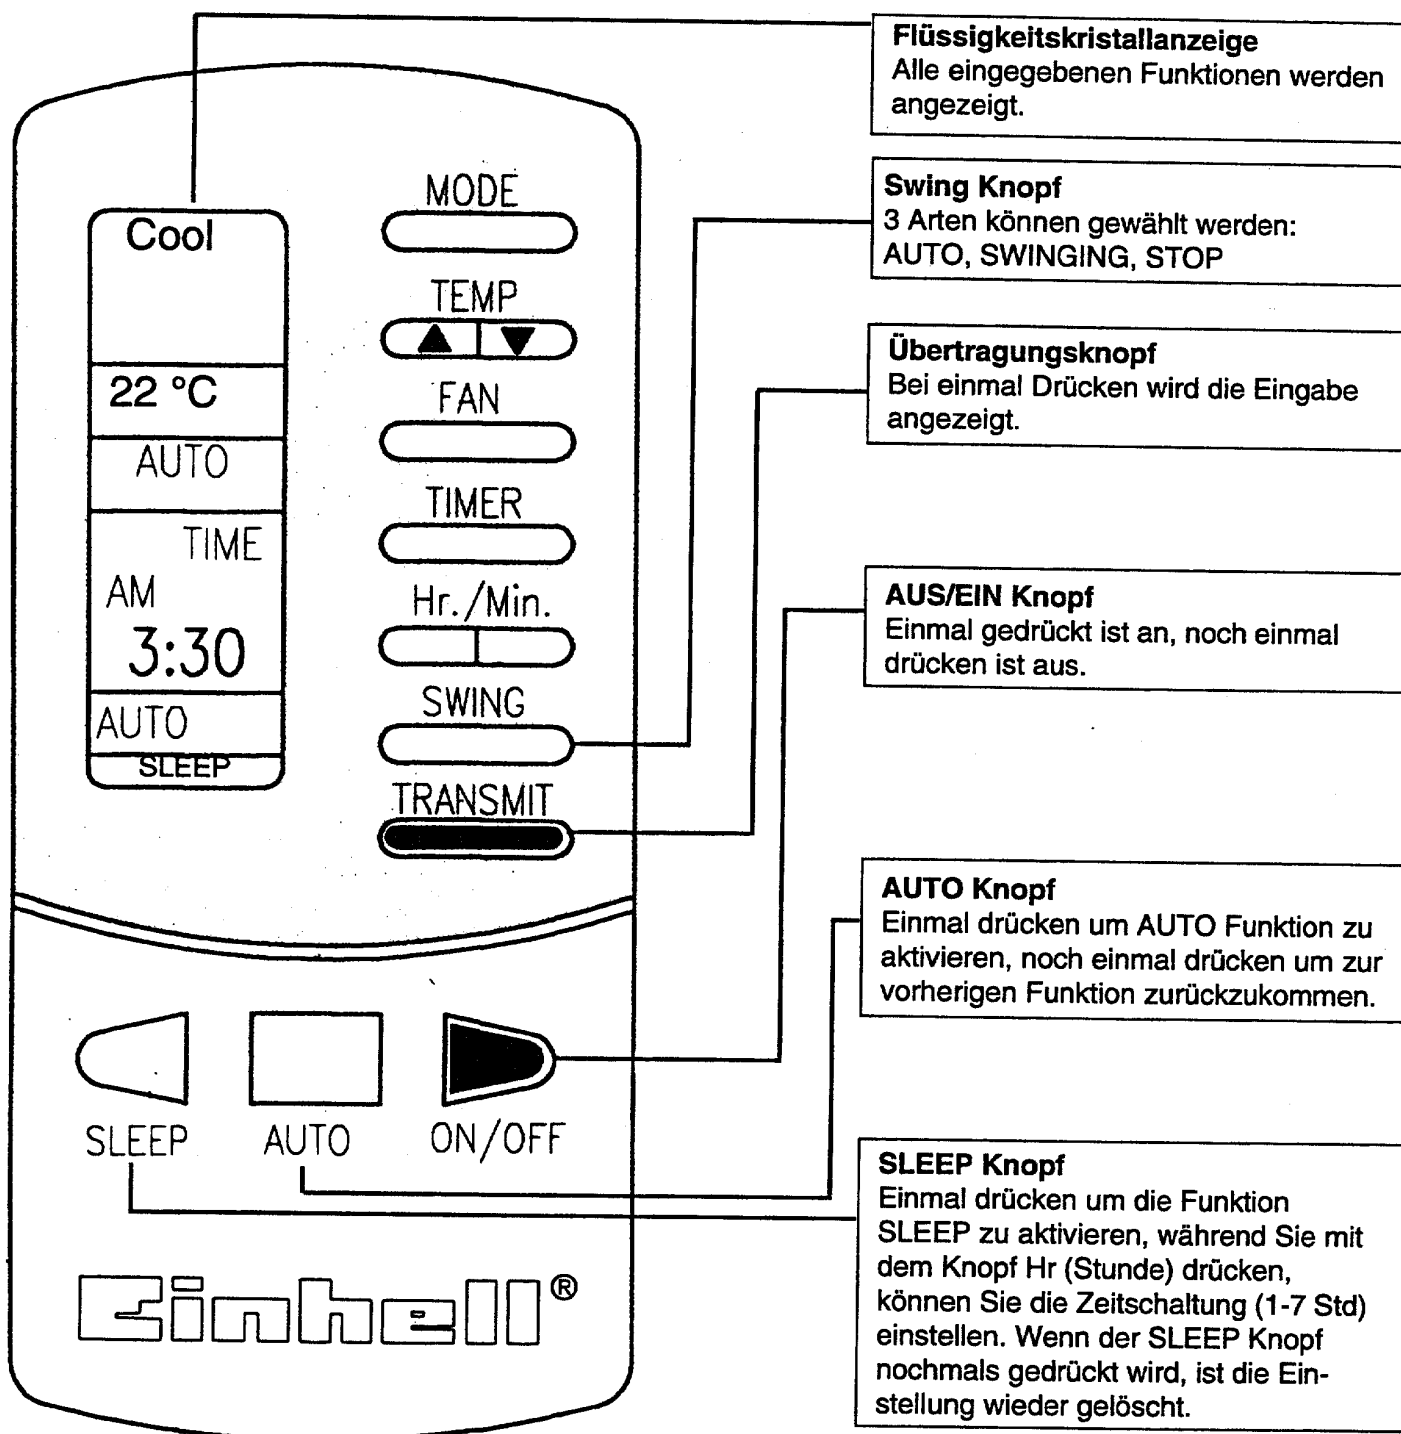 Cool
22 °C
AUTO
TIME
AM
3:30
AUTO
SLEEP
MODE
TEMP
FAN
TIMER
Hr./Min.
SWING
TRANSMIT
SLEEP
AUTO
ON/OFF
Einhell®
Flüssigkeitskristallanzeige
Alle eingegebenen Funktionen werden
angezeigt.
Swing Knopf
3 Arten können gewählt werden:
AUTO, SWINGING, STOP
Übertragungsknopf
Bei einmal Drücken wird die Eingabe
angezeigt.
AUS/EIN Knopf
Einmal gedrückt ist an, noch einmal
drücken ist aus.
AUTO Knopf
Einmal drücken um AUTO Funktion zu
aktivieren, noch einmal drücken um zur
vorherigen Funktion zurückzukommen.
SLEEP Knopf
Einmal drücken um die Funktion
SLEEP zu aktivieren, während Sie mit
dem Knopf Hr (Stunde) drücken,
können Sie die Zeitschaltung (1-7 Std)
einstellen. Wenn der SLEEP Knopf
nochmals gedrückt wird, ist die Ein-
stellung wieder gelöscht.